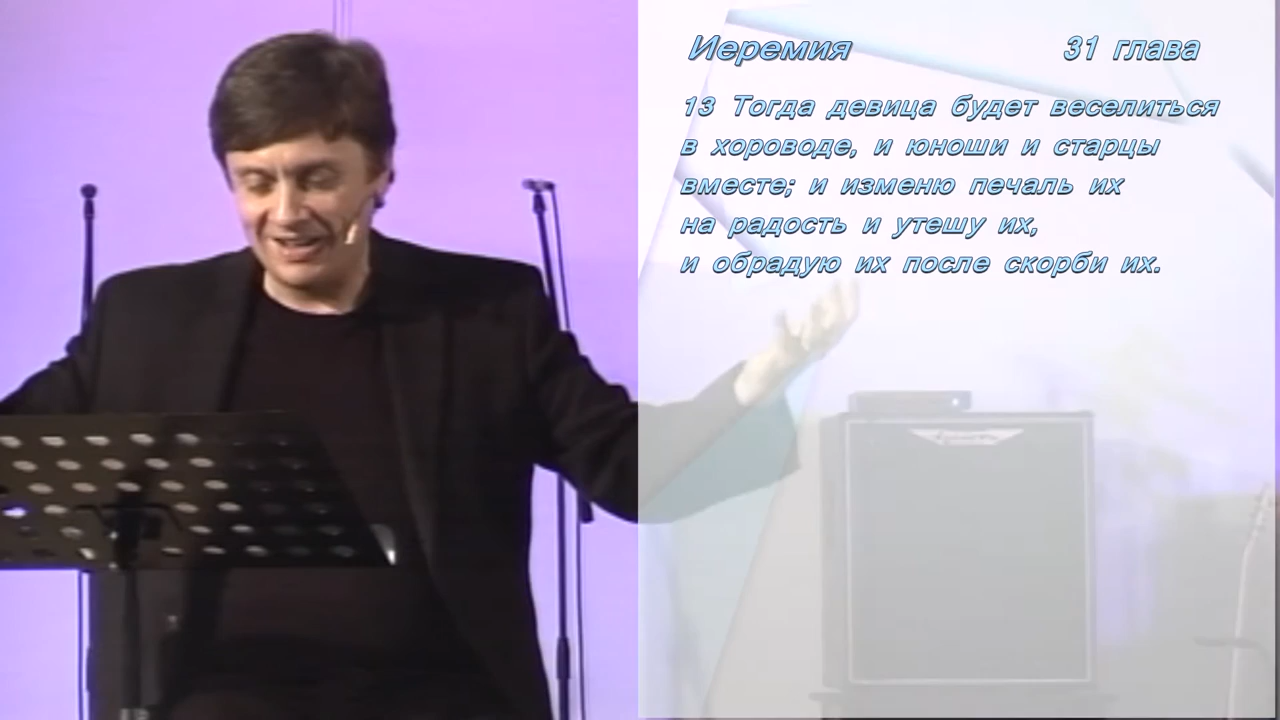 Иеремия 31 глава
13 Тогда девица будет веселиться
в хороводе, и юноши и старцы
вместе; и изменю печаль их
на радость и утешу их,
и обрадую их после скорби их.